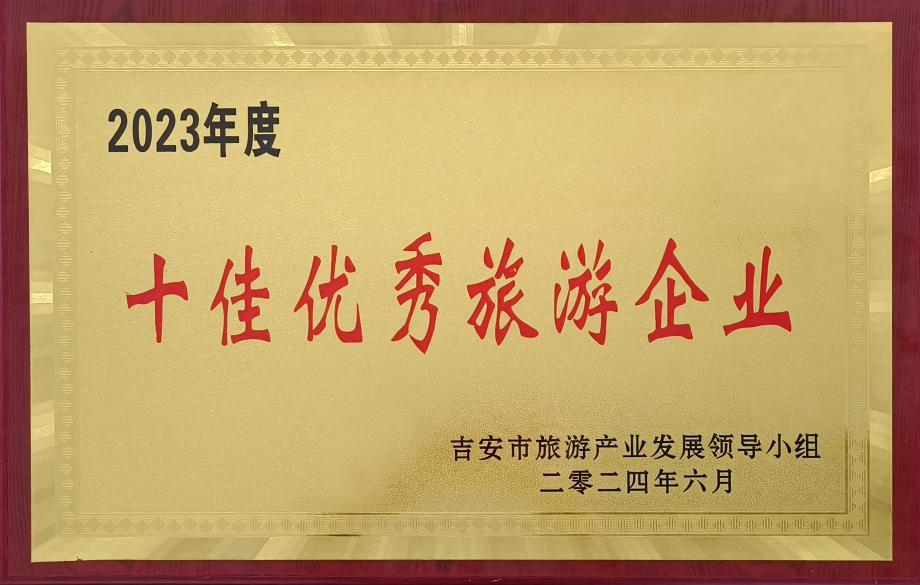 2023年度
十佳优秀旅游企业
吉安市旅游产业发展领导小组
二零二四年六月